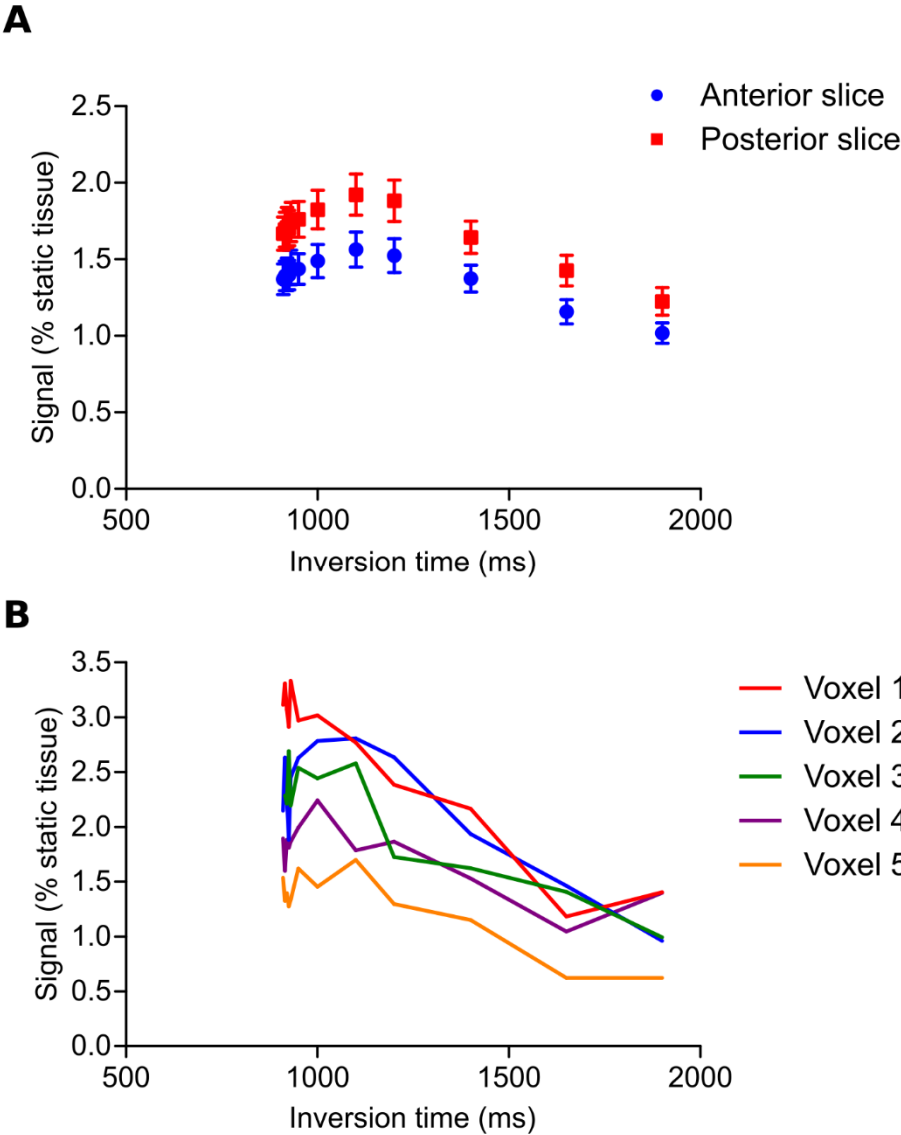 A
Anterior slice
Posterior slice
2.5
2.0
1.5
1.0
0.5
0.0
Signal (% static tissue)
500 1000 1500 2000
Inversion time (ms)
B
Voxel 1
Voxel 2
Voxel 3
Voxel 4
Voxel 5
3.5
3.0
2.5
2.0
1.5
1.0
0.5
0.0
Signal (% static tissue)
500 1000 1500 2000
Inversion time (ms)